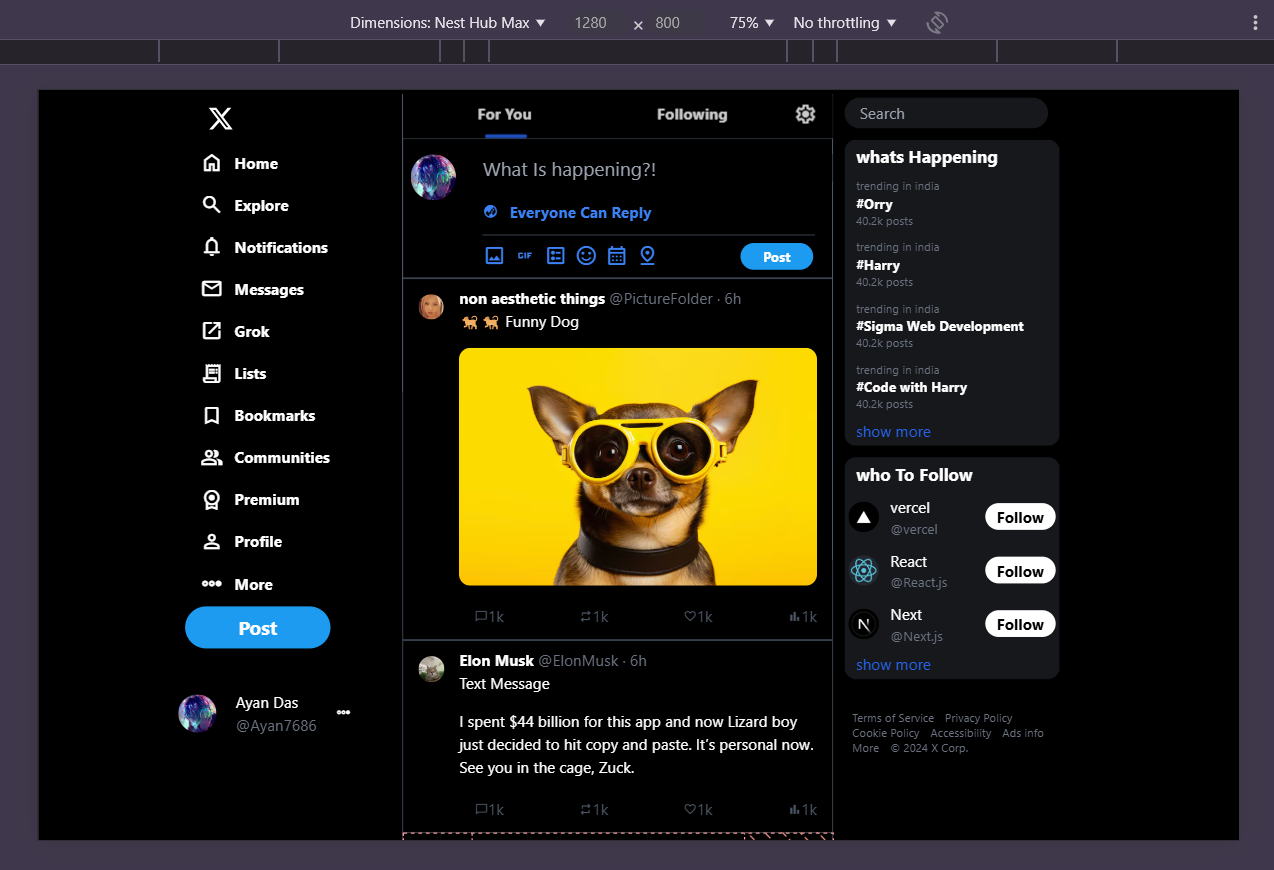 Dimensions: Nest Hub Max ▼ 1280 × 800 75% ▼ No throttling ▼
X
Home
Explore
Notifications
Messages
Grok
Lists
Bookmarks
Communities
Premium
Profile
More
Post
Ayan Das
@Ayan7686
For You Following
What Is happening?!
Everyone Can Reply
GIF Post
non aesthetic things @PictureFolder · 6h
🐕 🐕 Funny Dog
1k 1k 1k 1k
Elon Musk @ElonMusk · 6h
Text Message
I spent $44 billion for this app and now Lizard boy
just decided to hit copy and paste. It’s personal now.
See you in the cage, Zuck.
1k 1k 1k 1k
Search
whats Happening
trending in india
#Orry
40.2k posts
trending in india
#Harry
40.2k posts
trending in india
#Sigma Web Development
40.2k posts
trending in india
#Code with Harry
40.2k posts
show more
who To Follow
vercel
@vercel
Follow
React
@React.js
Follow
Next
@Next.js
Follow
N
show more
Terms of Service Privacy Policy
Cookie Policy Accessibility Ads info
More © 2024 X Corp.